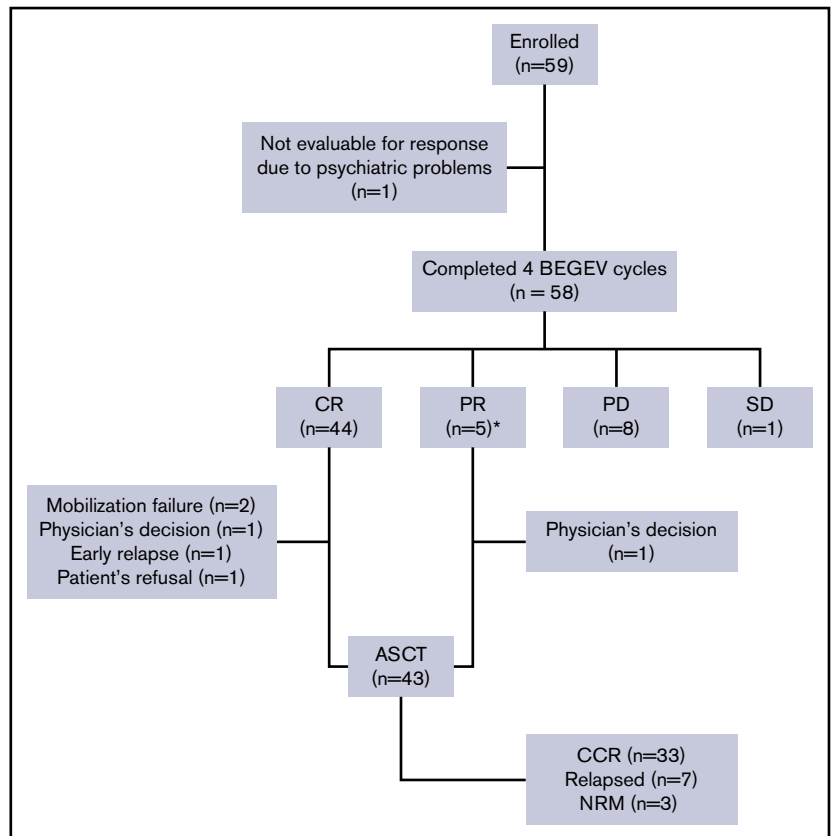 Enrolled
(n=59)
Not evaluable for response
due to psychiatric problems
(n=1)
Completed 4 BEGEV cycles
(n = 58)
CR
(n=44)
PR
(n=5)*
PD
(n=8)
SD
(n=1)
Mobilization failure (n=2)
Physician's decision (n=1)
Early relapse (n=1)
Patient's refusal (n=1)
Physician's decision
(n=1)
ASCT
(n=43)
CCR (n=33)
Relapsed (n=7)
NRM (n=3)